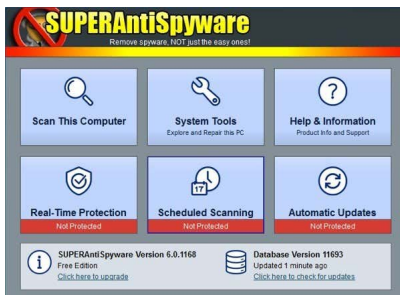 SUPERAntiSpyware
Remove spyware, NOT just the easy ones!
Scan This Computer
System Tools
Explore and Repair this PC
Help & Information
Product Info and Support
Real-Time Protection
Not Protected
17
Scheduled Scanning
Not Protected
Automatic Updates
Not Protected
SUPERAntiSpyware Version 6.0.1168
Free Edition
Click here to upgrade
Database Version 11693
Updated 1 minute ago
Click here to check for updates